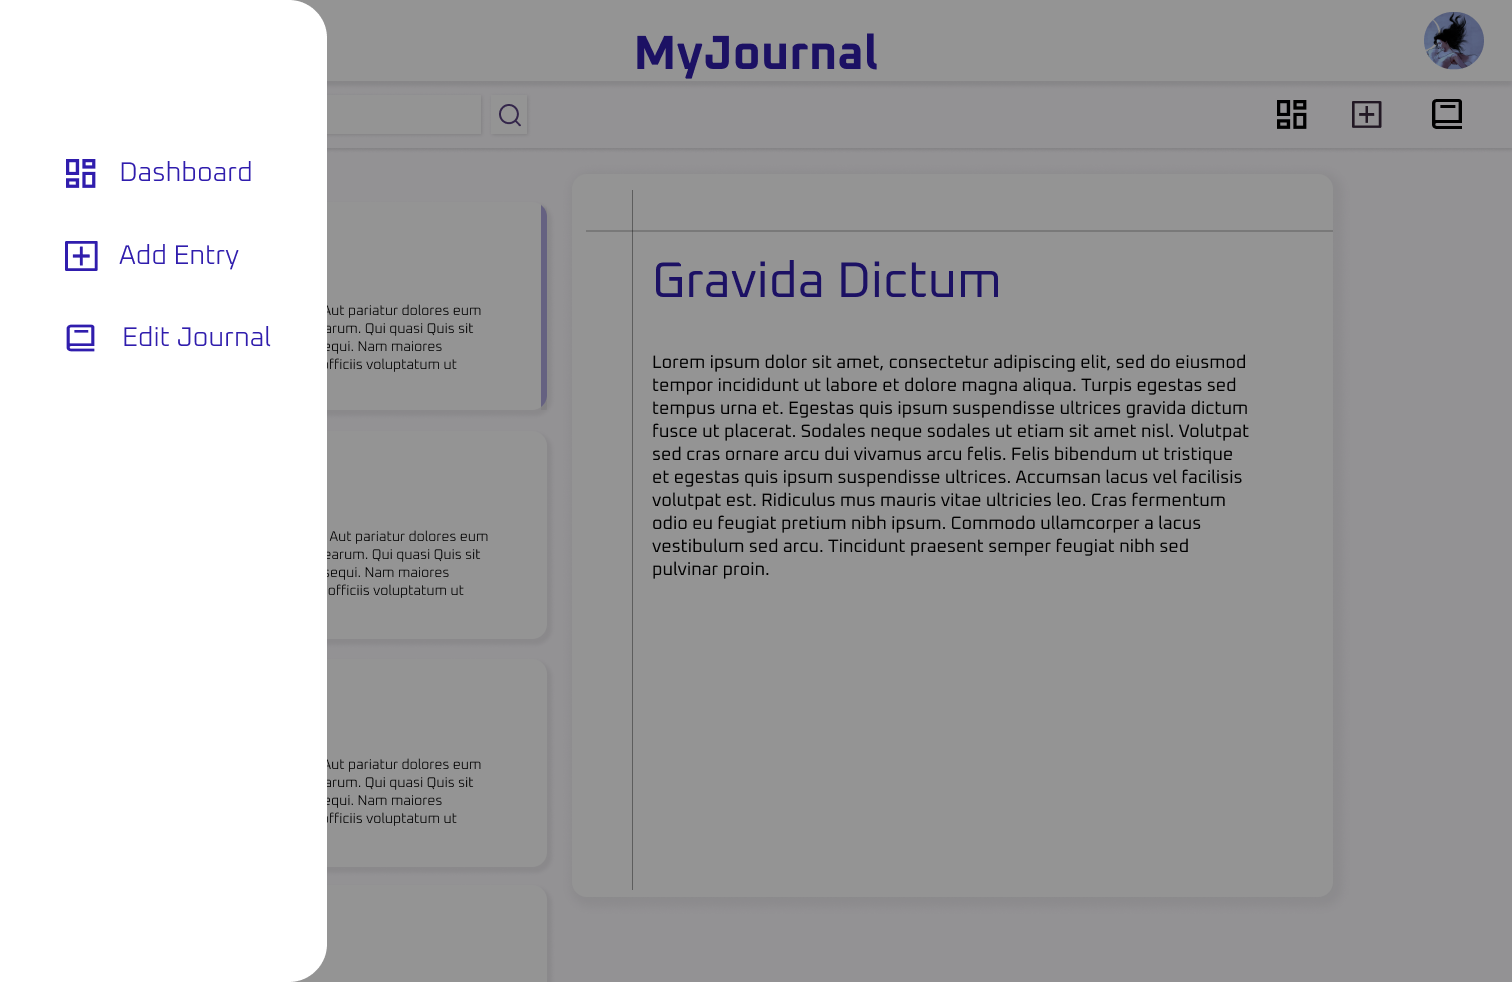 MyJournal
Dashboard
Add Entry
Edit Journal
Aut pariatur dolores eum
Qui quasi Quis sit
Nam maiores
voluptatum ut
Aut pariatur dolores eum
earum. Qui quasi Quis sit
Nam maiores
officiis voluptatum ut
Aut pariatur dolores eum
Qui quasi Quis sit
Nam maiores
voluptatum ut
Gravida Dictum
Lorem ipsum dolor sit amet, consectetur adipiscing elit, sed do eiusmod
tempor incididunt ut labore et dolore magna aliqua. Turpis egestas sed
tempus urna et. Egestas quis ipsum suspendisse ultrices gravida dictum
fusce ut placerat. Sodales neque sodales ut etiam sit amet nisl. Volutpat
sed cras ornare arcu dui vivamus arcu felis. Felis bibendum ut tristique
et egestas quis ipsum suspendisse ultrices. Accumsan lacus vel facilisis
volutpat est. Ridiculus mus mauris vitae ultricies leo. Cras fermentum
odio eu feugiat pretium nibh ipsum. Commodo ullamcorper a lacus
vestibulum sed arcu. Tincidunt praesent semper feugiat nibh sed
pulvinar proin.